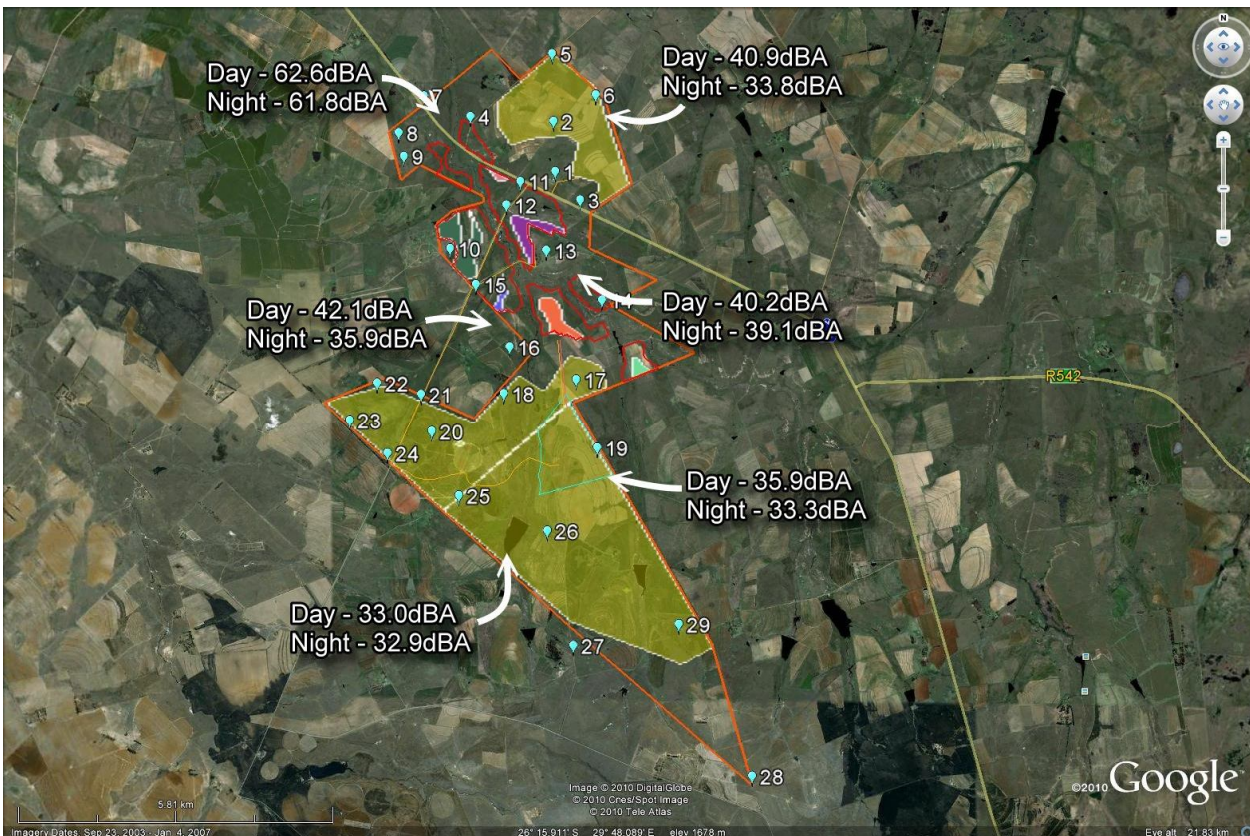 N
5
Day - 62.6dBA
Night - 61.8dBA
Day - 40.9dBA
Night - 33.8dBA
7
6
4
2
8
9
1
11
3
12
10
13
15
14
Day - 42.1dBA
Night - 35.9dBA
Day - 40.2dBA
Night - 39.1dBA
16
17
R542
22
21
18
23
20
19
24
Day - 35.9dBA
Night - 33.3dBA
25
26
Day - 33.0dBA
Night - 32.9dBA
29
27
28
Image © 2010 DigitalGlobe
© 2010 Cnes/Spot Image
© 2010 Tele Atlas
©2010 Google™
5.81 km
Imagery Dates: Sep 23, 2003 - Jan 4, 2007
26° 15.911' S 29° 48.089' E elev 1678 m
Eye alt 21.83 km